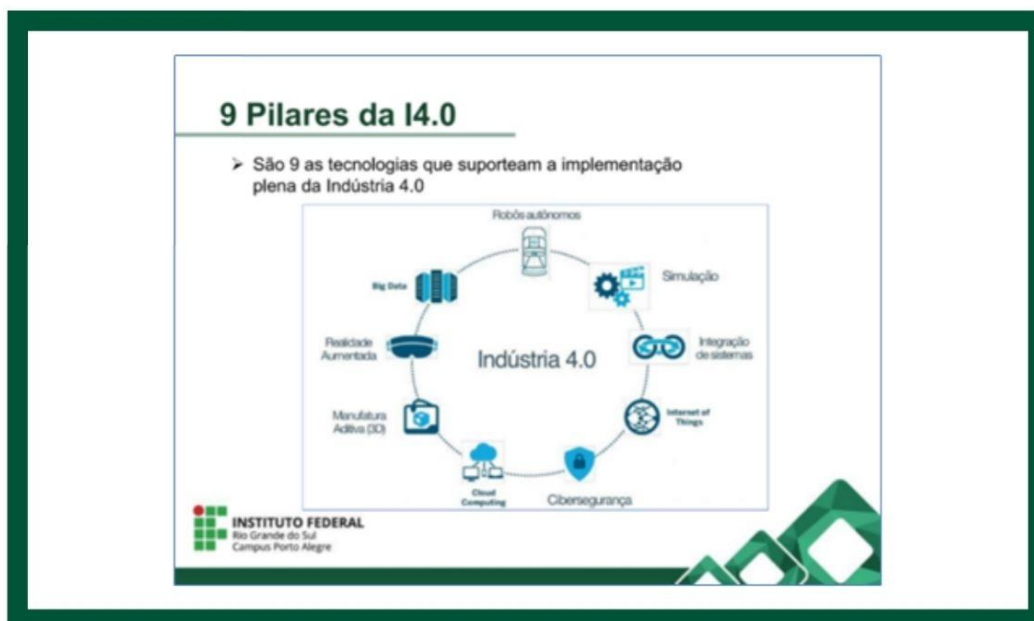 9 Pilares da I4.0
➤ São 9 as tecnologias que suporteam a implementação
plena da Indústria 4.0
Robôs autônomos
Simulação
Big Data
Realidade
Aumentada
Indústria 4.0
Integração
de sistemas
Manufatura
Aditiva (3D)
Internet of
Things
Cloud
Computing
Cibersegurança
INSTITUTO FEDERAL
Rio Grande do Sul
Campus Porto Alegre